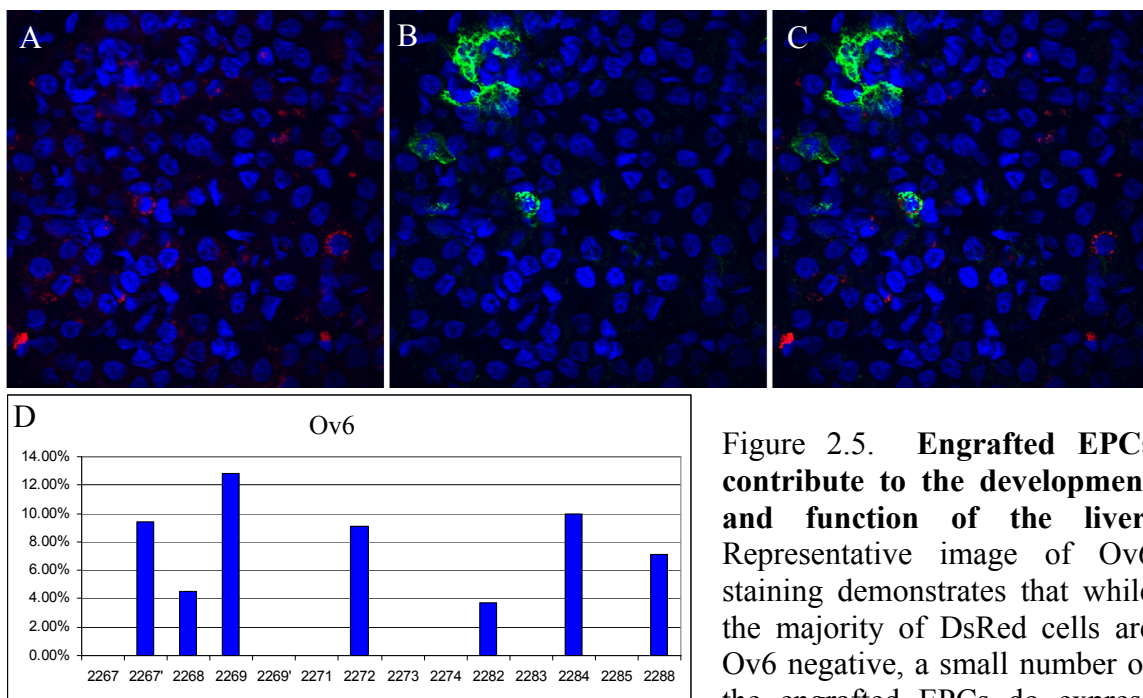 A
B
C
D
Ov6
14.00%
12.00%
10.00%
8.00%
6.00%
4.00%
2.00%
0.00%
2267 2267' 2268 2269 2269' 2271 2272 2273 2274 2282 2283 2284 2285 2288
Figure 2.5. Engrafted EPCs
contribute to the development
and function of the liver
Representative image of Ov6
staining demonstrates that while
the majority of DsRed cells are
Ov6 negative, a small number of
the engrafted EPCs do express